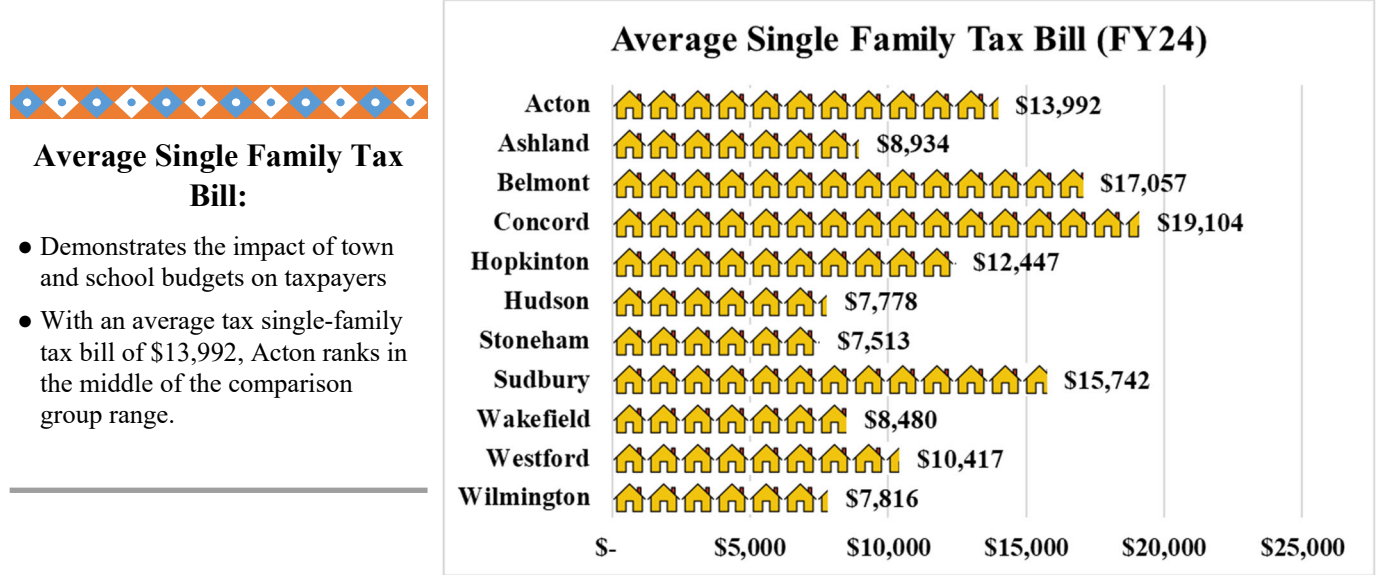 Average Single Family Tax
Bill:
● Demonstrates the impact of town
and school budgets on taxpayers
● With an average tax single-family
tax bill of $13,992, Acton ranks in
the middle of the comparison
group range.
Average Single Family Tax Bill (FY24)
Acton $13,992
Ashland $8,934
Belmont $17,057
Concord $19,104
Hopkinton $12,447
Hudson $7,778
Stoneham $7,513
Sudbury $15,742
Wakefield $8,480
Westford $10,417
Wilmington $7,816
$- $5,000 $10,000 $15,000 $20,000 $25,000